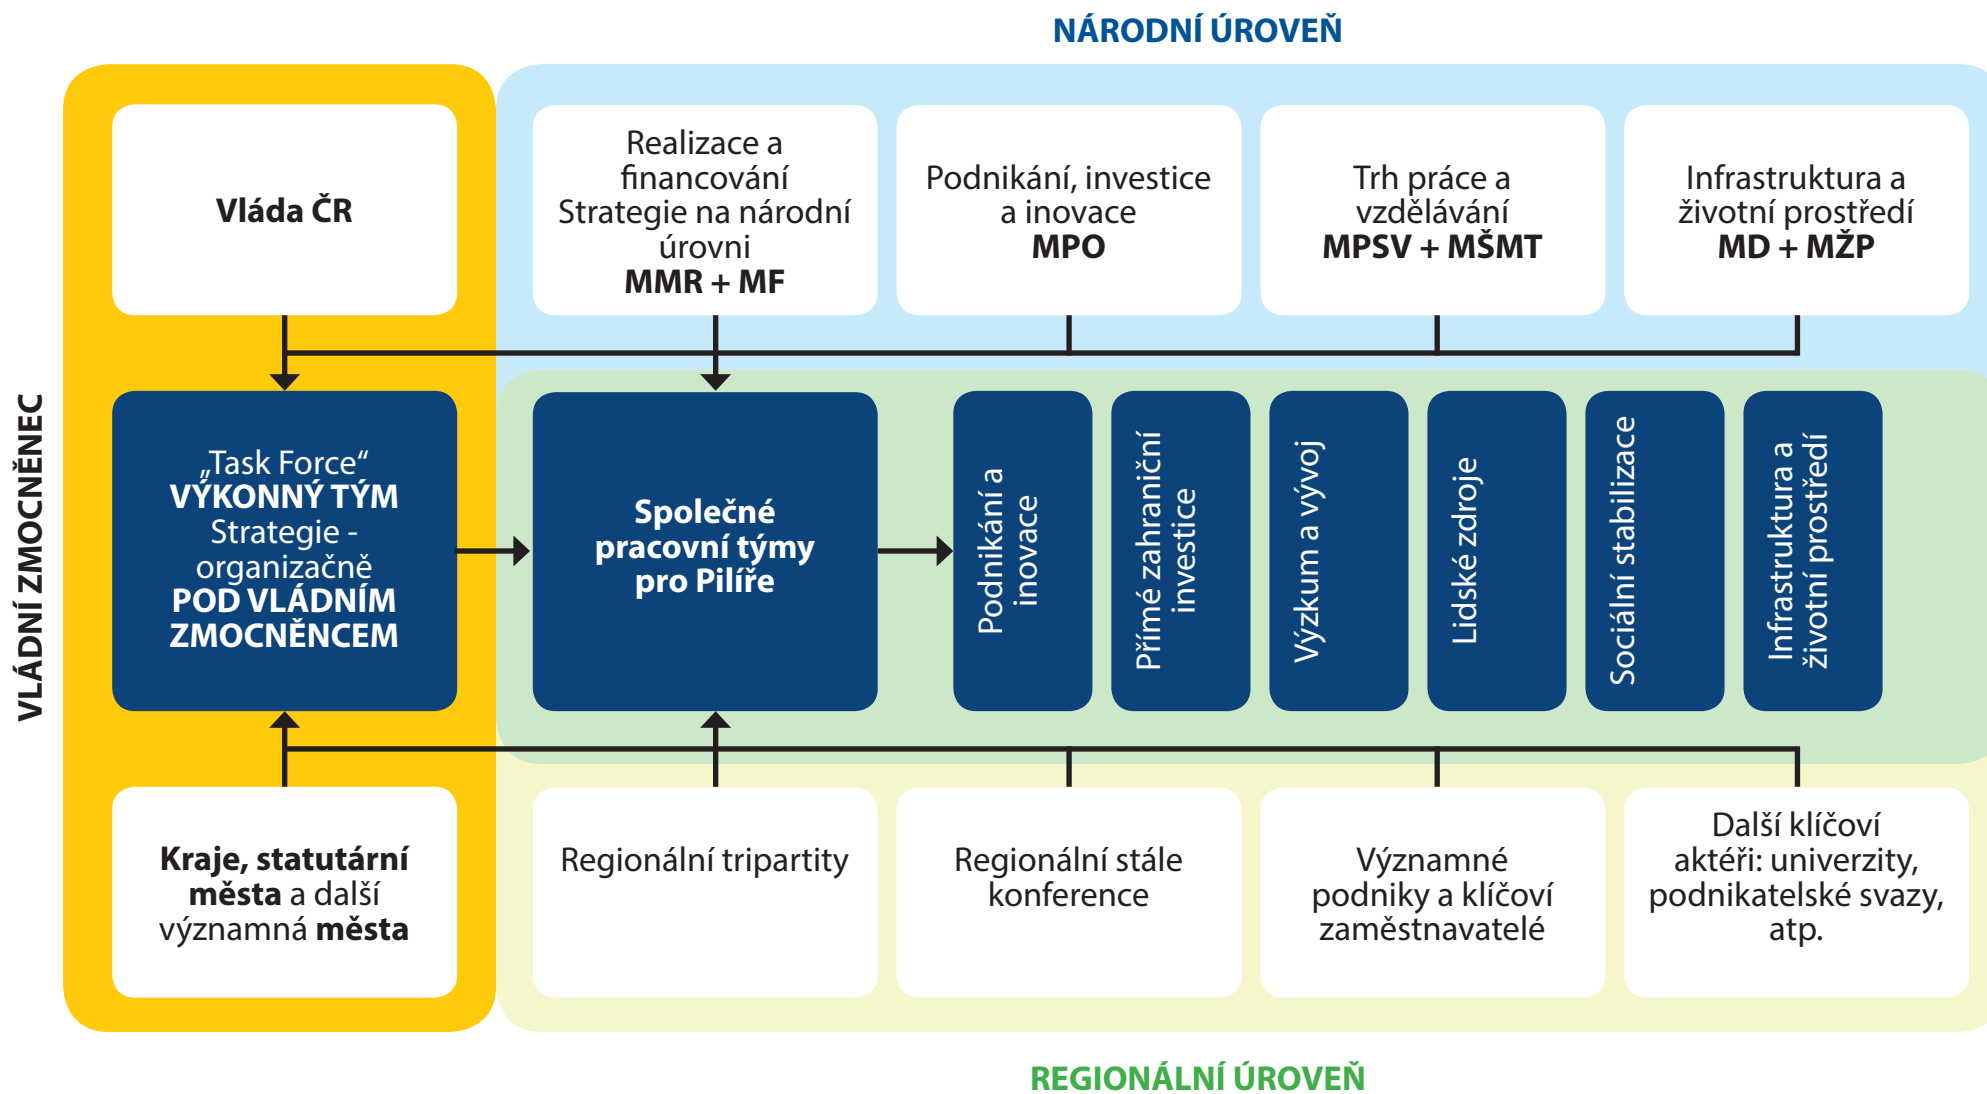 NÁRODNÍ ÚROVEŇ
VLÁDNÍ ZMOCNĚNEC
Vláda ČR
Realizace a
financování
Strategie na národní
úrovni
MMR + MF
Podnikání, investice
a inovace
MPO
Trh práce a
vzdělávání
MPSV + MŠMT
Infrastruktura a
životní prostředí
MD + MŽP
„Task Force“
VÝKONNÝ TÝM
Strategie -
organizačně
POD VLÁDNÍM
ZMOCNĚNCEM
Společné
pracovní týmy
pro Pilíře
Podnikání a
inovace
Přímé zahraniční
investice
Výzkum a vývoj
Lidské zdroje
Sociální stabilizace
Infrastruktura a
životní prostředí
Kraje, statutární
města a další
významná města
Regionální tripartity
Regionální stále
konference
Významné
podniky a klíčoví
zaměstnavatelé
Další klíčoví
aktéři: univerzity,
podnikatelské svazy,
atp.
REGIONÁLNÍ ÚROVEŇ